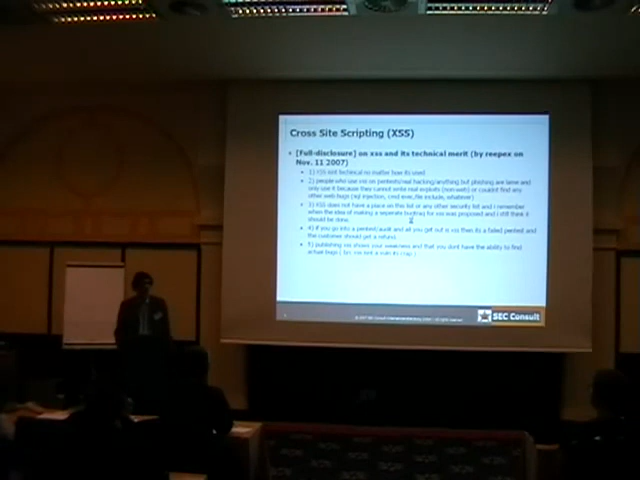 Cross Site Scripting (XSS)
[Full-disclosure] on xss and its technical merit (by reepex on
Nov. 11 2007)
1) XSS not technical no matter how its used
2) people who use xss on pentests/real hacking/anything but phishing are lame and
only use it because they cannot write real exploits (non-web) or couldnt find any
other web bugs (sql injection, cmd exec, file include, whatever)
3) XSS does not have a place on this list or any other security list and i remember
when the idea of making a seperate bugtraq for xss was proposed and i still think it
should be done.
4) if you go into a pentest/audit and all you get out is xss then its a failed pentest and
the customer should get a refund.
5) publishing xss shows your weakness and that you dont have the ability to find
actual bugs
SEC Consult